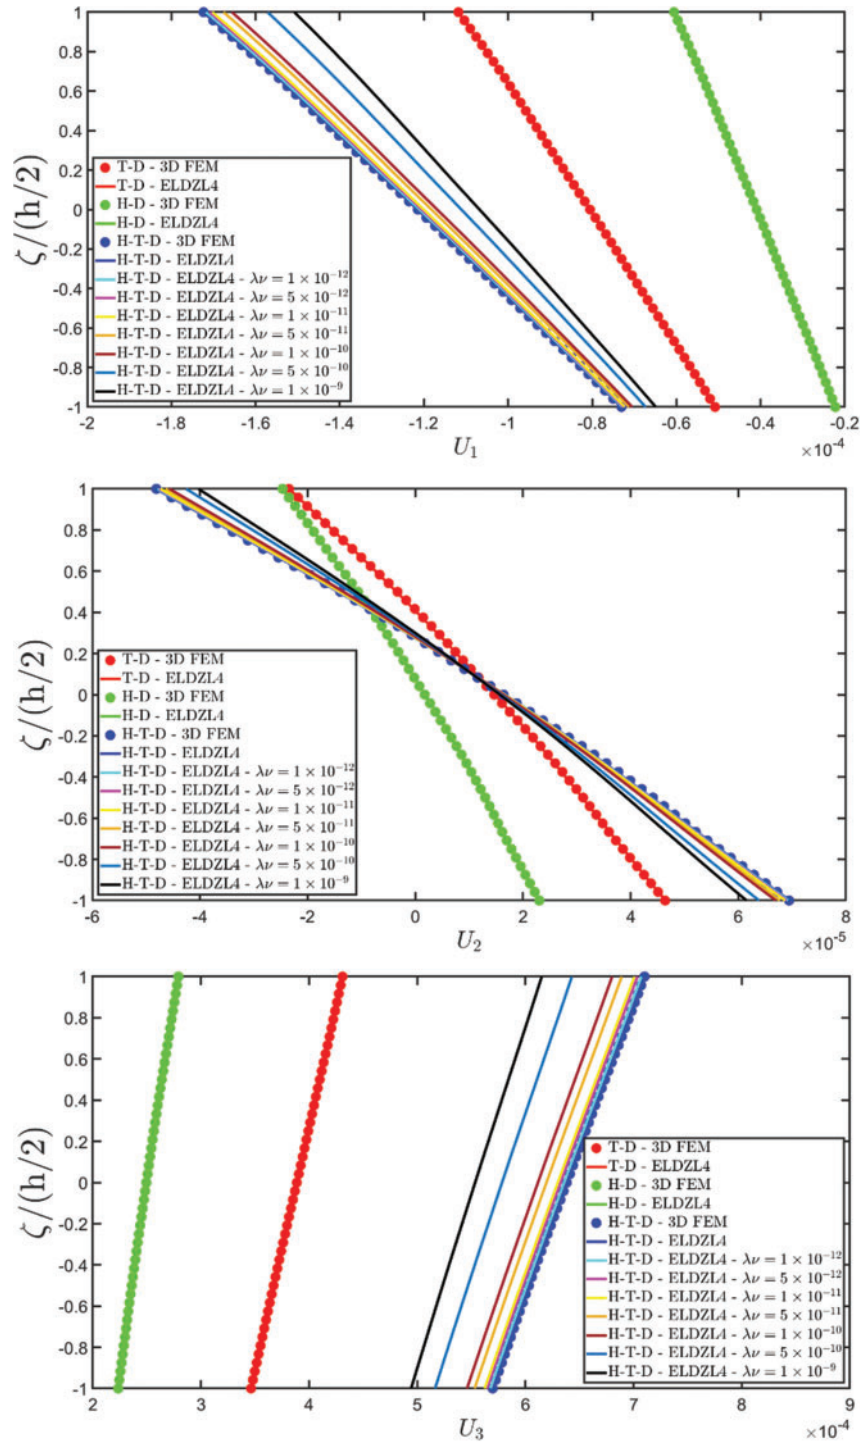 1
0.8
0.6
0.4
0.2
0
-0.2
-0.4
-0.6
-0.8
-1
ζ/(h/2)
T-D - 3D FEM
T-D - ELDZL4
H-D - 3D FEM
H-D - ELDZL4
H-T-D - 3D FEM
H-T-D - ELDZL4
H-T-D - ELDZL4 - λν = 1 × 10⁻¹²
H-T-D - ELDZL4 - λν = 5 × 10⁻¹²
H-T-D - ELDZL4 - λν = 1 × 10⁻¹¹
H-T-D - ELDZL4 - λν = 5 × 10⁻¹¹
H-T-D - ELDZL4 - λν = 1 × 10⁻¹⁰
H-T-D - ELDZL4 - λν = 5 × 10⁻¹⁰
H-T-D - ELDZL4 - λν = 1 × 10⁻⁹
-2 -1.8 -1.6 -1.4 -1.2 -1 -0.8 -0.6 -0.4 -0.2
U₁ ×10⁻⁴
1
0.8
0.6
0.4
0.2
0
-0.2
-0.4
-0.6
-0.8
-1
ζ/(h/2)
T-D - 3D FEM
T-D - ELDZL4
H-D - 3D FEM
H-D - ELDZL4
H-T-D - 3D FEM
H-T-D - ELDZL4
H-T-D - ELDZL4 - λν = 1 × 10⁻¹²
H-T-D - ELDZL4 - λν = 5 × 10⁻¹²
H-T-D - ELDZL4 - λν = 1 × 10⁻¹¹
H-T-D - ELDZL4 - λν = 5 × 10⁻¹¹
H-T-D - ELDZL4 - λν = 1 × 10⁻¹⁰
H-T-D - ELDZL4 - λν = 5 × 10⁻¹⁰
H-T-D - ELDZL4 - λν = 1 × 10⁻⁹
-6 -4 -2 0 2 4 6 8
U₂ ×10⁻⁵
1
0.8
0.6
0.4
0.2
0
-0.2
-0.4
-0.6
-0.8
-1
ζ/(h/2)
T-D - 3D FEM
T-D - ELDZL4
H-D - 3D FEM
H-D - ELDZL4
H-T-D - 3D FEM
H-T-D - ELDZL4
H-T-D - ELDZL4 - λν = 1 × 10⁻¹²
H-T-D - ELDZL4 - λν = 5 × 10⁻¹²
H-T-D - ELDZL4 - λν = 1 × 10⁻¹¹
H-T-D - ELDZL4 - λν = 5 × 10⁻¹¹
H-T-D - ELDZL4 - λν = 1 × 10⁻¹⁰
H-T-D - ELDZL4 - λν = 5 × 10⁻¹⁰
H-T-D - ELDZL4 - λν = 1 × 10⁻⁹
2 3 4 5 6 7 8 9
U₃ ×10⁻⁴